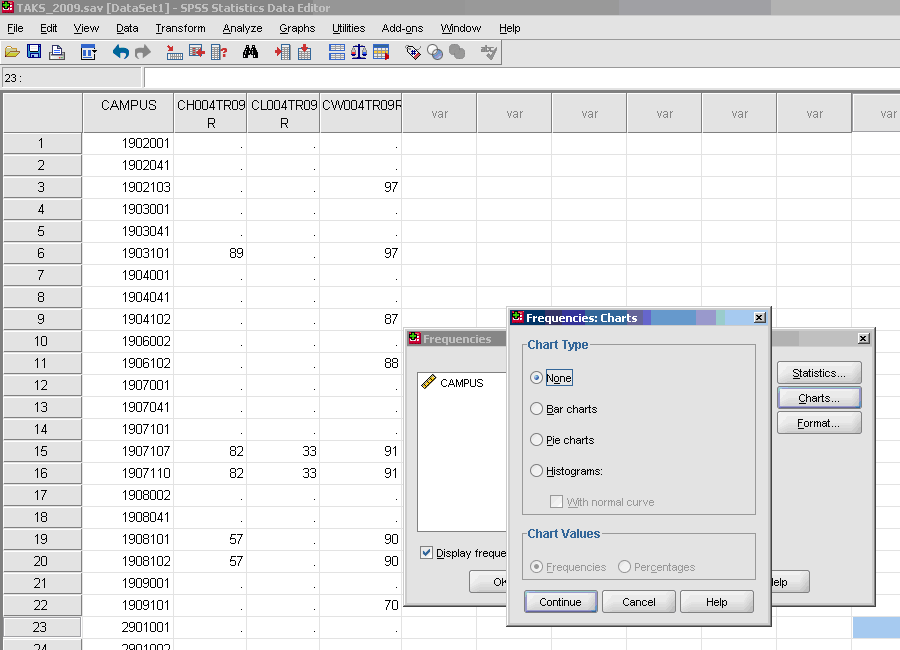 TAKS_2009.sav [DataSet1] - SPSS Statistics Data Editor
File Edit View Data Transform Analyze Graphs Utilities Add-ons Window Help
23 :
CAMPUS CH004TR09R CL004TR09R CW004TR09R var var var var var var var
1 1902001 . . .
2 1902041 . . .
3 1902103 . . 97
4 1903001 . . .
5 1903041 . . .
6 1903101 89 . 97
7 1904001 . . .
8 1904041 . . .
9 1904102 . . 87
10 1906002 . . .
11 1906102 . . 88
12 1907001 . . .
13 1907041 . . .
14 1907101 . . .
15 1907107 82 33 91
16 1907110 82 33 91
17 1908002 . . .
18 1908041 . . .
19 1908101 57 . 90
20 1908102 57 . 90
21 1909001 . . .
22 1909101 . . 70
23 2901001 . . .
24 2901002 . . .
Frequencies
CAMPUS
Statistics...
Charts...
Format...
Display freque
OK
elp
Frequencies: Charts
Chart Type
None
Bar charts
Pie charts
Histograms:
With normal curve
Chart Values
Frequencies Percentages
Continue Cancel Help